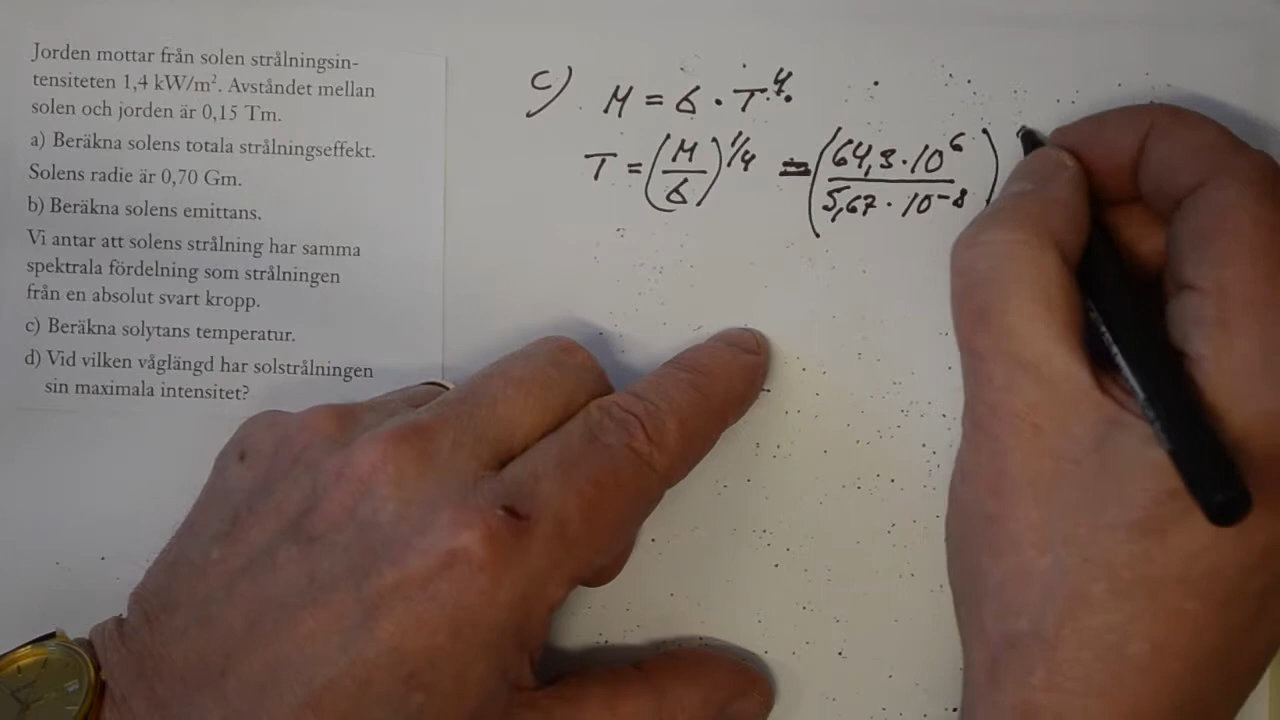 Jorden mottar från solen strålningsin-
tensiteten 1,4 kW/m². Avståndet mellan
solen och jorden är 0,15 Tm.
a) Beräkna solens totala strålningseffekt.
Solens radie är 0,70 Gm.
b) Beräkna solens emittans.
Vi antar att solens strålning har samma
spektrala fördelning som strålningen
från en absolut svart kropp.
c) Beräkna solytans temperatur.
d) Vid vilken våglängd har solstrålningen
sin maximala intensitet?
c) M = σ · T⁴
T = (M/σ)^1/4 = (64,3 · 10⁶ / 5,67 · 10⁻⁸)